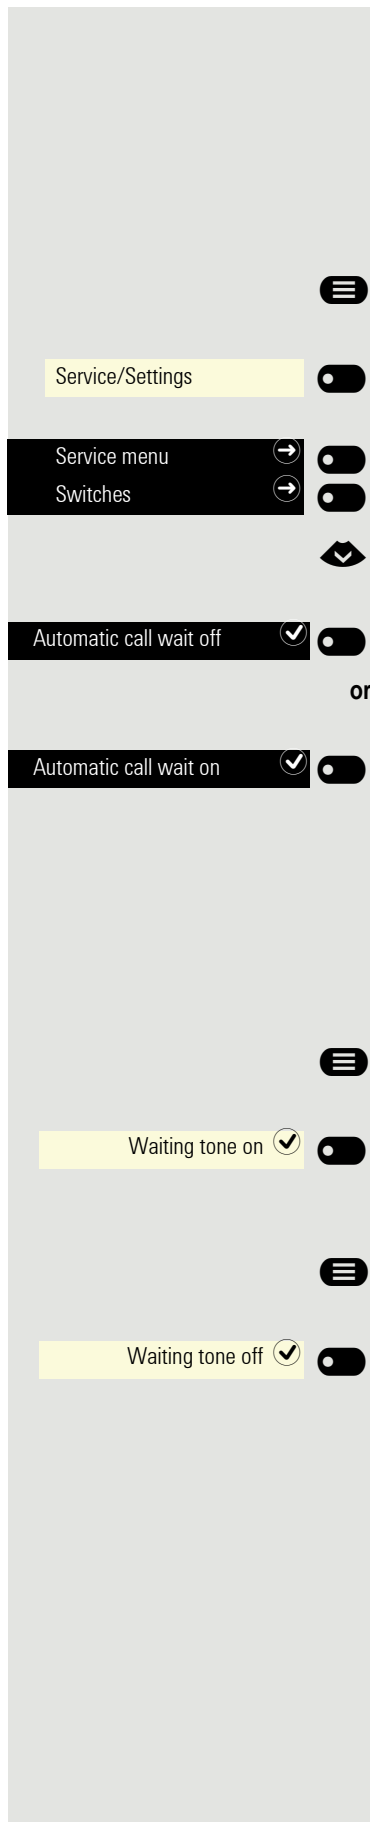 Service/Settings
Service menu
Switches
Automatic call wait off
or
Automatic call wait on
Waiting tone on
Waiting tone off